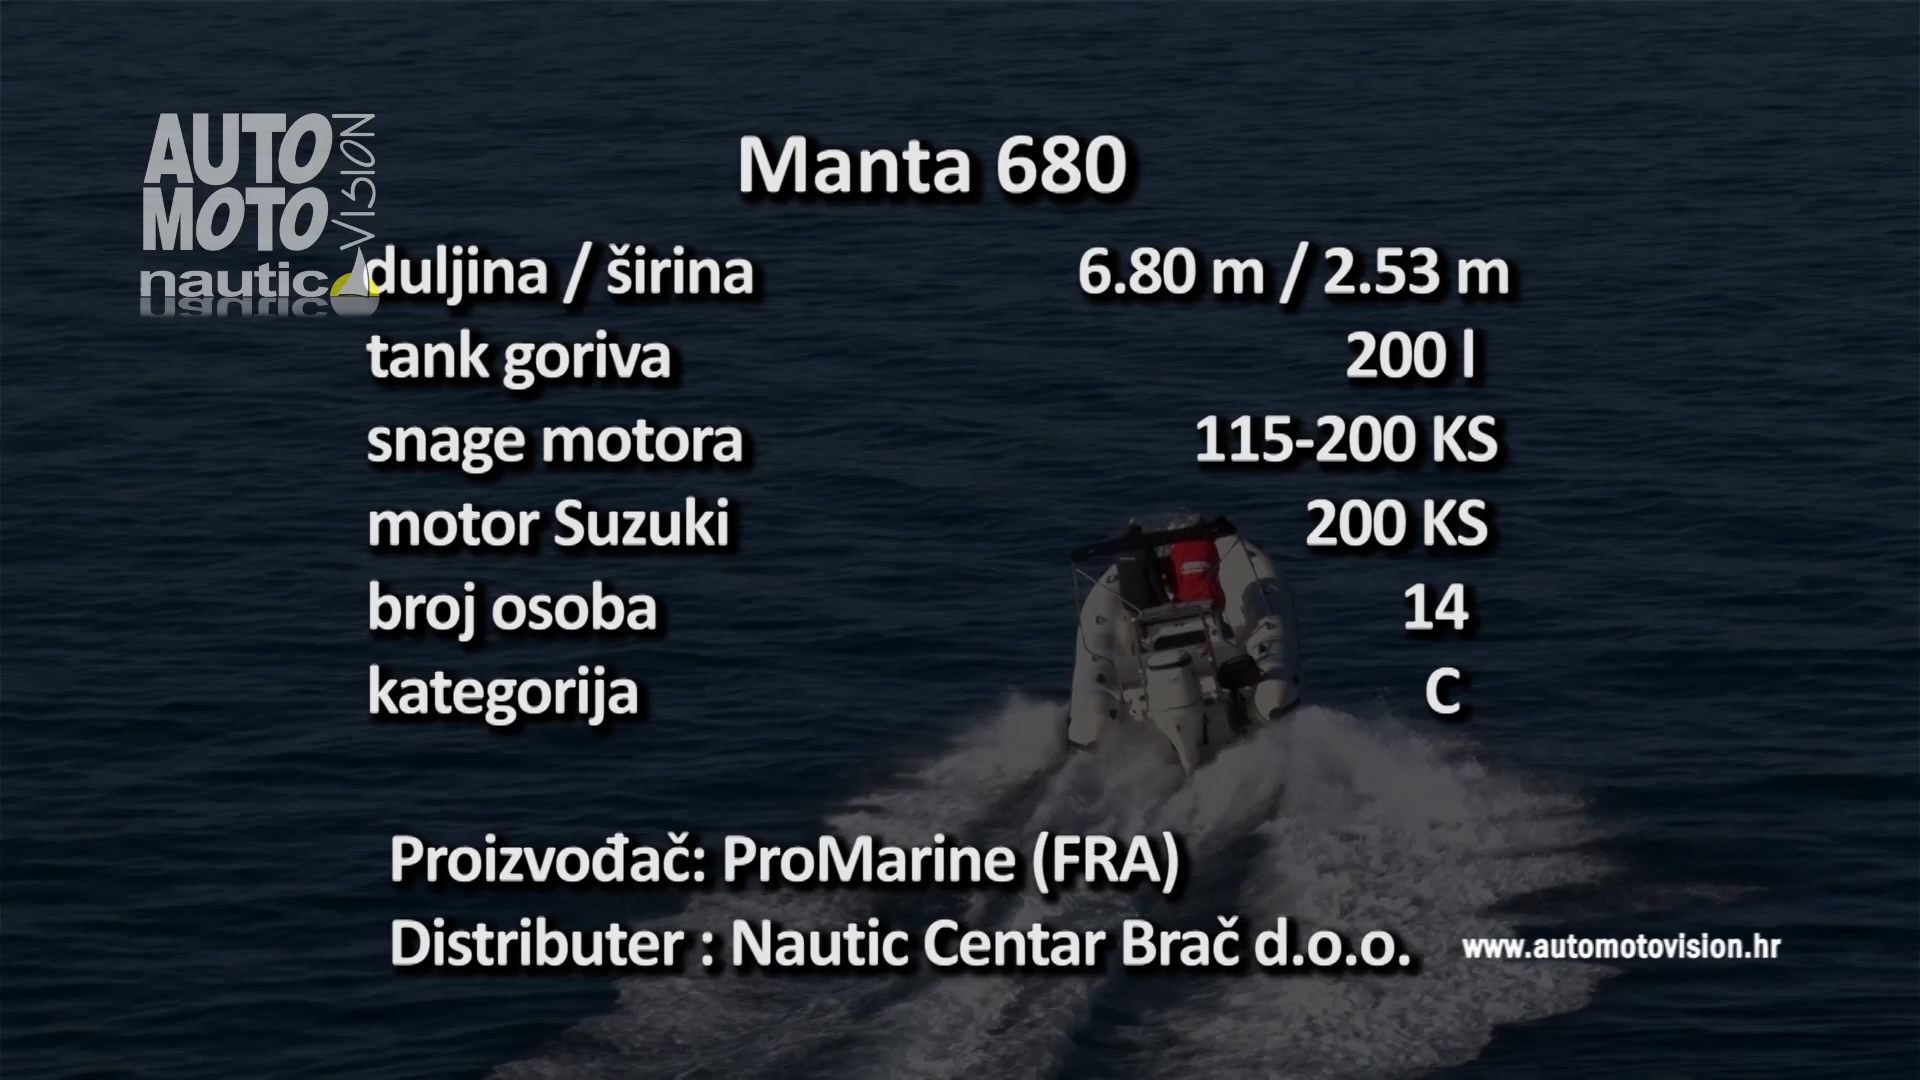 AUTO
MOTO
VISION
nautic
Manta 680
duljina / širina 6.80 m / 2.53 m
tank goriva 200 l
snage motora 115-200 KS
motor Suzuki 200 KS
broj osoba 14
kategorija C
Proizvođač: ProMarine (FRA)
Distributer : Nautic Centar Brač d.o.o.
www.automotovision.hr